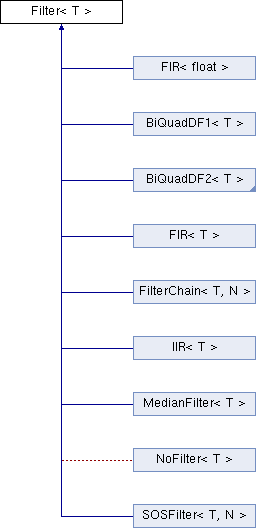 Filter< T >
FIR< float >
BiQuadDF1< T >
BiQuadDF2< T >
FIR< T >
FilterChain< T, N >
IIR< T >
MedianFilter< T >
NoFilter< T >
SOSFilter< T, N >